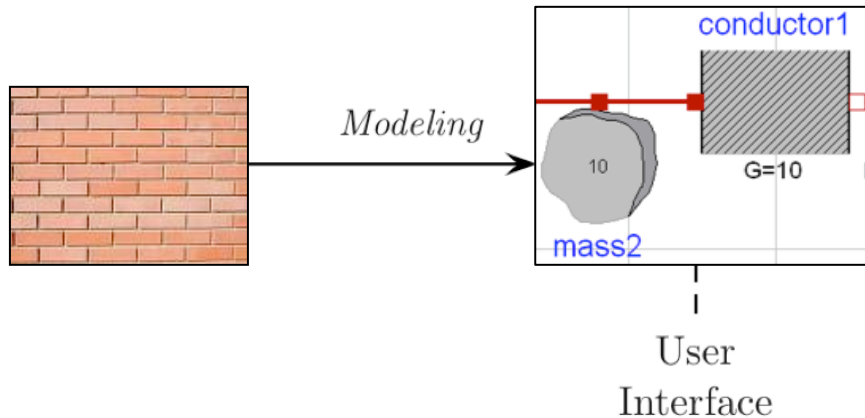 conductor1
Modeling
10
G=10
mass2
User
Interface